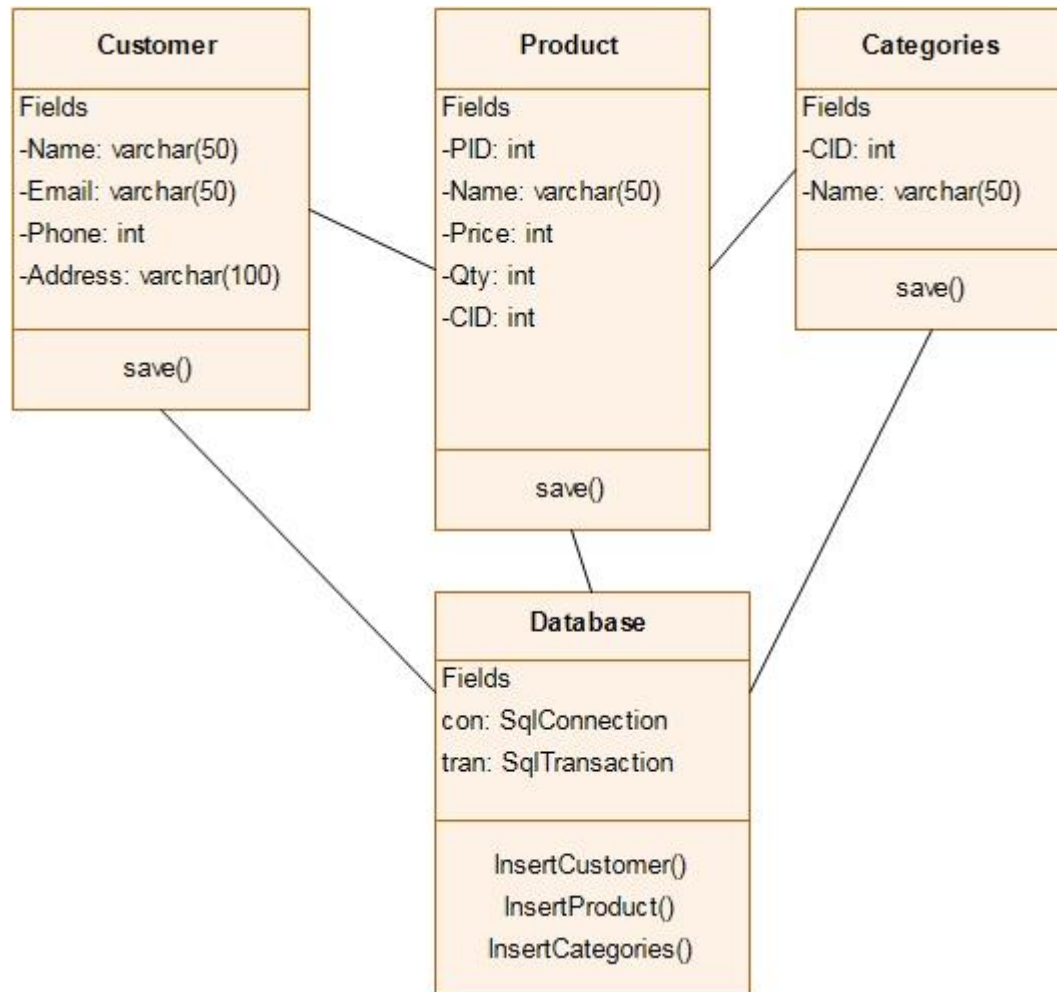 Customer
Fields
-Name: varchar(50)
-Email: varchar(50)
-Phone: int
-Address: varchar(100)
save()
Product
Fields
-PID: int
-Name: varchar(50)
-Price: int
-Qty: int
-CID: int
save()
Categories
Fields
-CID: int
-Name: varchar(50)
save()
Database
Fields
con: SqlConnection
tran: SqlTransaction
InsertCustomer()
InsertProduct()
InsertCategories()